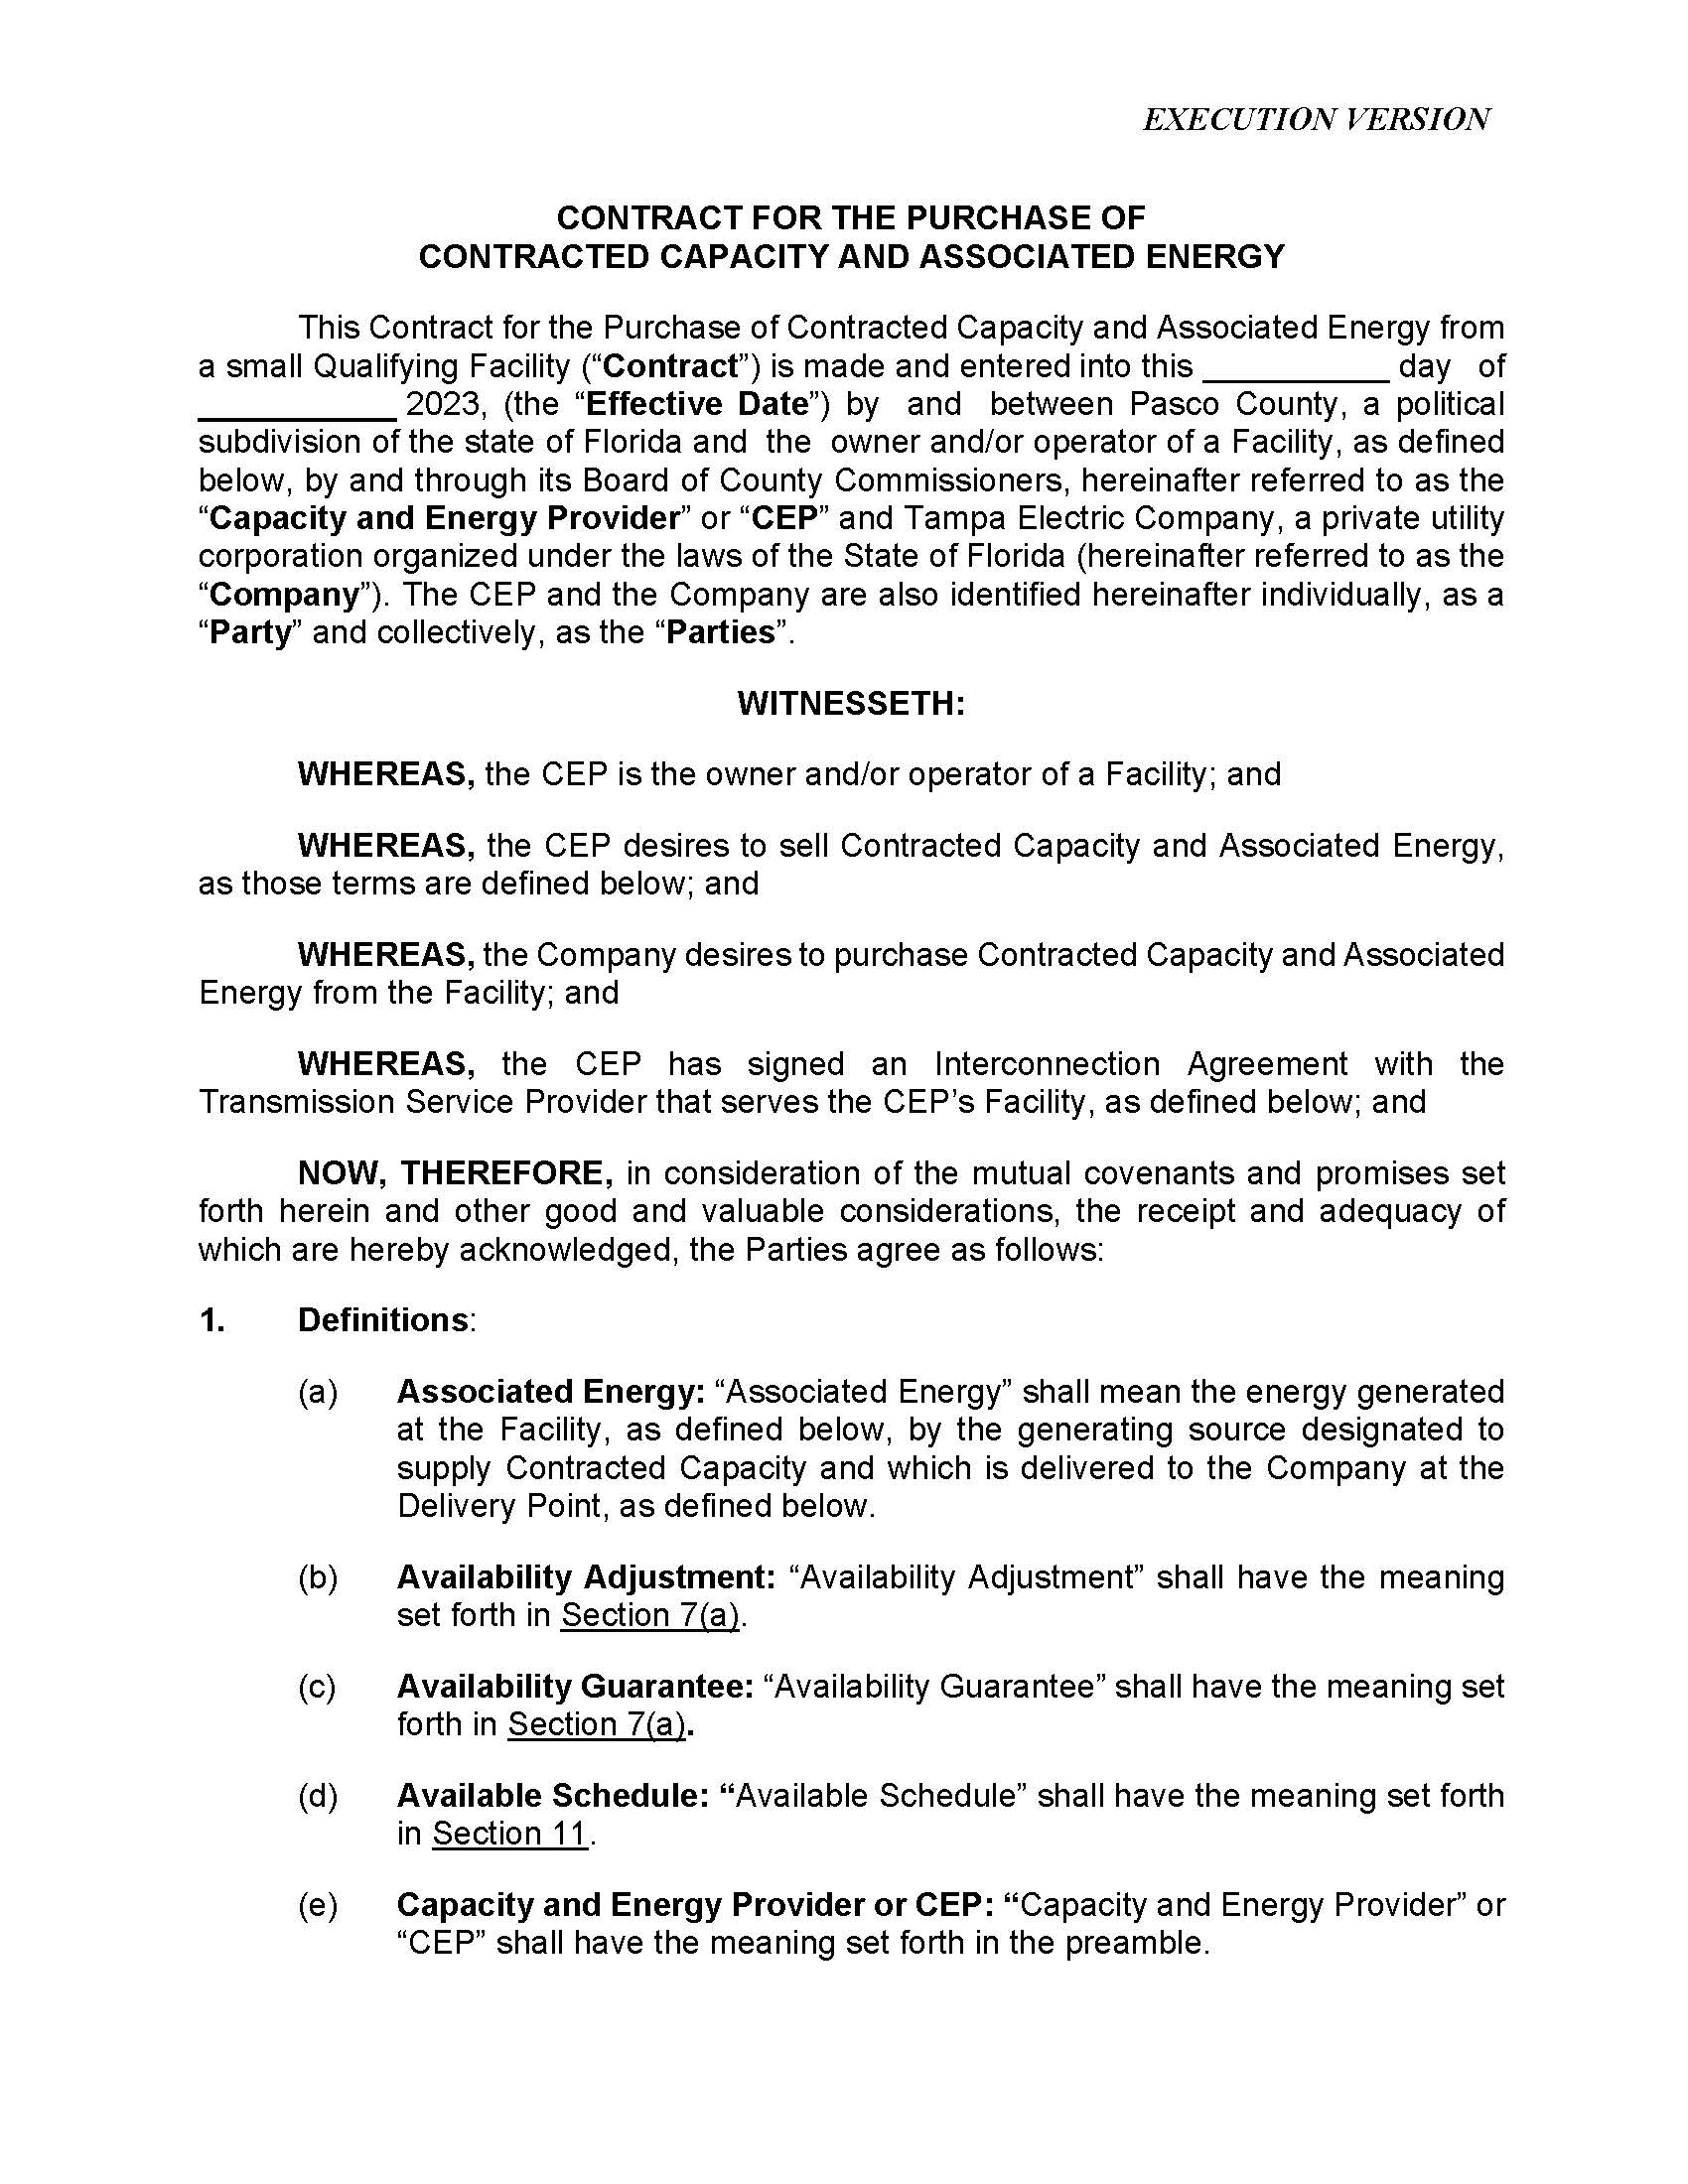 EXECUTION VERSION
CONTRACT FOR THE PURCHASE OF
CONTRACTED CAPACITY AND ASSOCIATED ENERGY
This Contract for the Purchase of Contracted Capacity and Associated Energy from
a small Qualifying Facility (“Contract”) is made and entered into this __________ day of
___________ 2023, (the “Effective Date”) by and between Pasco County, a political
subdivision of the state of Florida and the owner and/or operator of a Facility, as defined
below, by and through its Board of County Commissioners, hereinafter referred to as the
“Capacity and Energy Provider” or “CEP” and Tampa Electric Company, a private utility
corporation organized under the laws of the State of Florida (hereinafter referred to as the
“Company”). The CEP and the Company are also identified hereinafter individually, as a
“Party” and collectively, as the “Parties”.
WITNESSETH:
WHEREAS, the CEP is the owner and/or operator of a Facility; and
WHEREAS, the CEP desires to sell Contracted Capacity and Associated Energy,
as those terms are defined below; and
WHEREAS, the Company desires to purchase Contracted Capacity and Associated
Energy from the Facility; and
WHEREAS, the CEP has signed an Interconnection Agreement with the
Transmission Service Provider that serves the CEP’s Facility, as defined below; and
NOW, THEREFORE, in consideration of the mutual covenants and promises set
forth herein and other good and valuable considerations, the receipt and adequacy of
which are hereby acknowledged, the Parties agree as follows:
1. Definitions:
(a) Associated Energy: “Associated Energy” shall mean the energy generated
at the Facility, as defined below, by the generating source designated to
supply Contracted Capacity and which is delivered to the Company at the
Delivery Point, as defined below.
(b) Availability Adjustment: “Availability Adjustment” shall have the meaning
set forth in Section 7(a).
(c) Availability Guarantee: “Availability Guarantee” shall have the meaning set
forth in Section 7(a).
(d) Available Schedule: “Available Schedule” shall have the meaning set forth
in Section 11.
(e) Capacity and Energy Provider or CEP: “Capacity and Energy Provider” or
“CEP” shall have the meaning set forth in the preamble.